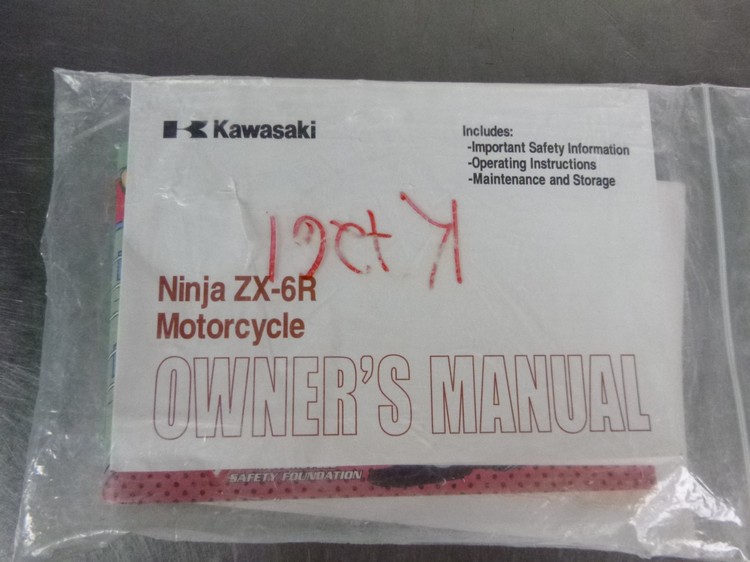 Kawasaki
Includes:
-Important Safety Information
-Operating Instructions
-Maintenance and Storage
Ninja ZX-6R
Motorcycle
OWNER'S MANUAL
SAFETY FOUNDATION